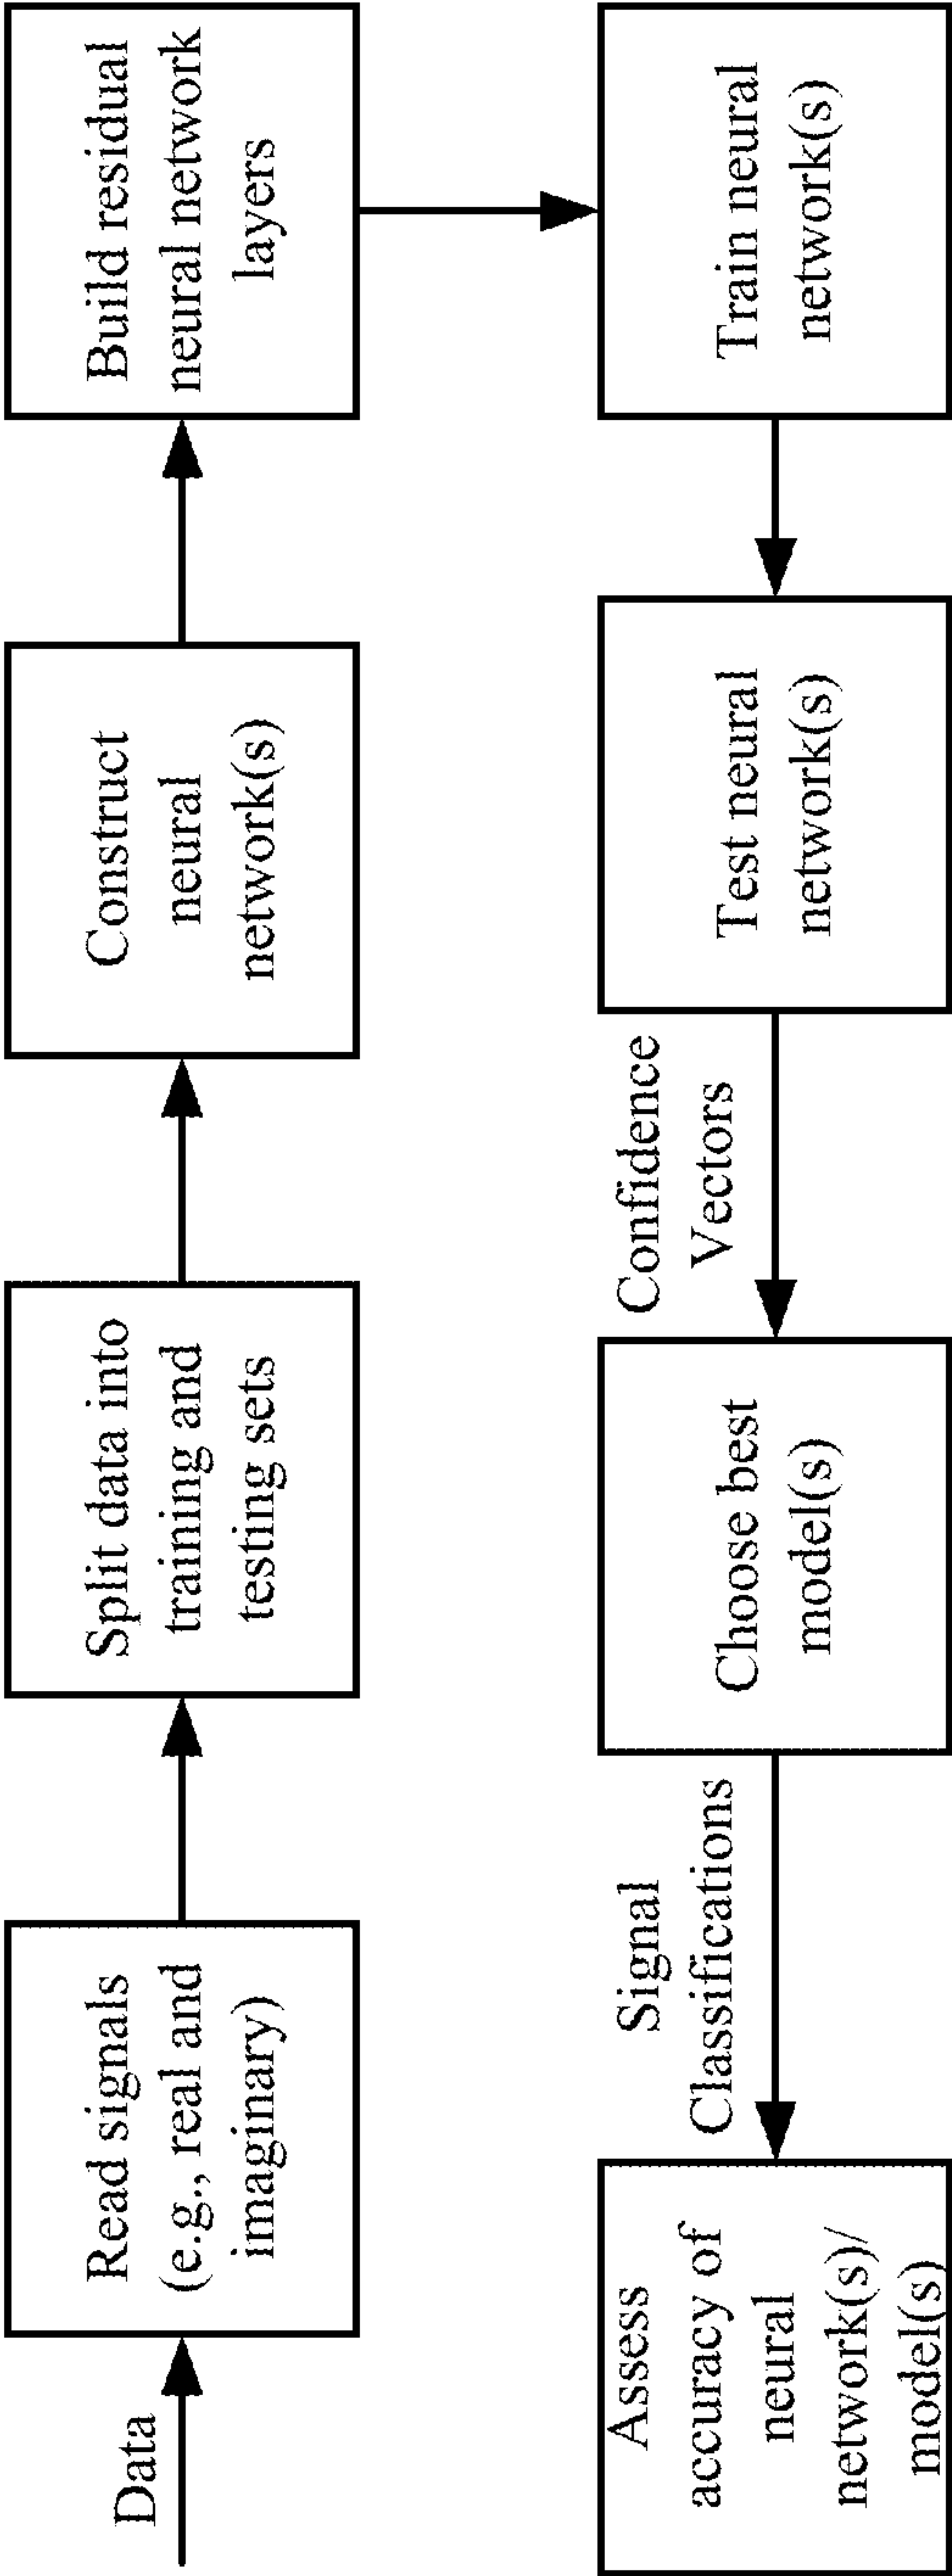 Data
Read signals
(e.g., real and
imaginary)
Split data into
training and
testing sets
Construct
neural
network(s)
Build residual
neural network
layers
Train neural
network(s)
Test neural
network(s)
Confidence
Vectors
Choose best
model(s)
Signal
Classifications
Assess
accuracy of
neural
network(s)/
model(s)